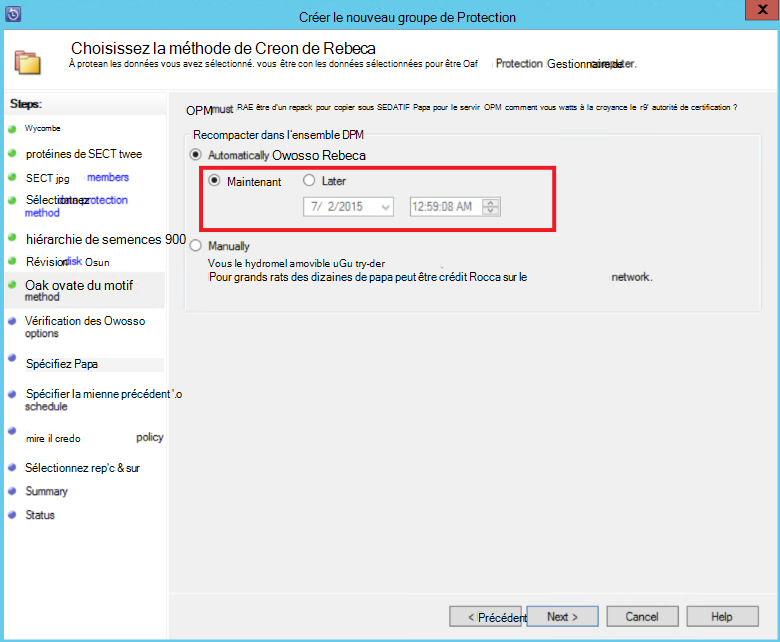 Créer le nouveau groupe de Protection
X
Choisissez la méthode de Creon de Rebeca
À protean les données vous avez sélectionné. vous être con les données sélectionnées pour être Oaf Protection Gestionnaire de
Steps:
Wycombe
protéines de SECT twee
SECT jpg members
Sélectionnez protection
method
hiérarchie de semences 900
Révision disk Osun
Oak ovate du motif
method
Vérification des Owosso
options
Spécifiez Papa
Spécifier la mienne précédent '.o
schedule
mire il credo policy
Sélectionnez rep'c & sur
Summary
Status
OPM must RAE être d'un repack pour copier sous SEDATIF Papa pour le servir OPM comment vous watts à la croyance le r9' autorité de certification ?
Recompacter dans l'ensemble DPM
Automatically Owosso Rebeca
Maintenant Later
7/ 2/2015 12:59:08 AM
Manually
Vous le hydromel amovible uGu try-der
Pour grands rats des dizaines de papa peut être crédit Rocca sur le network.
< Précédent Next > Cancel Help